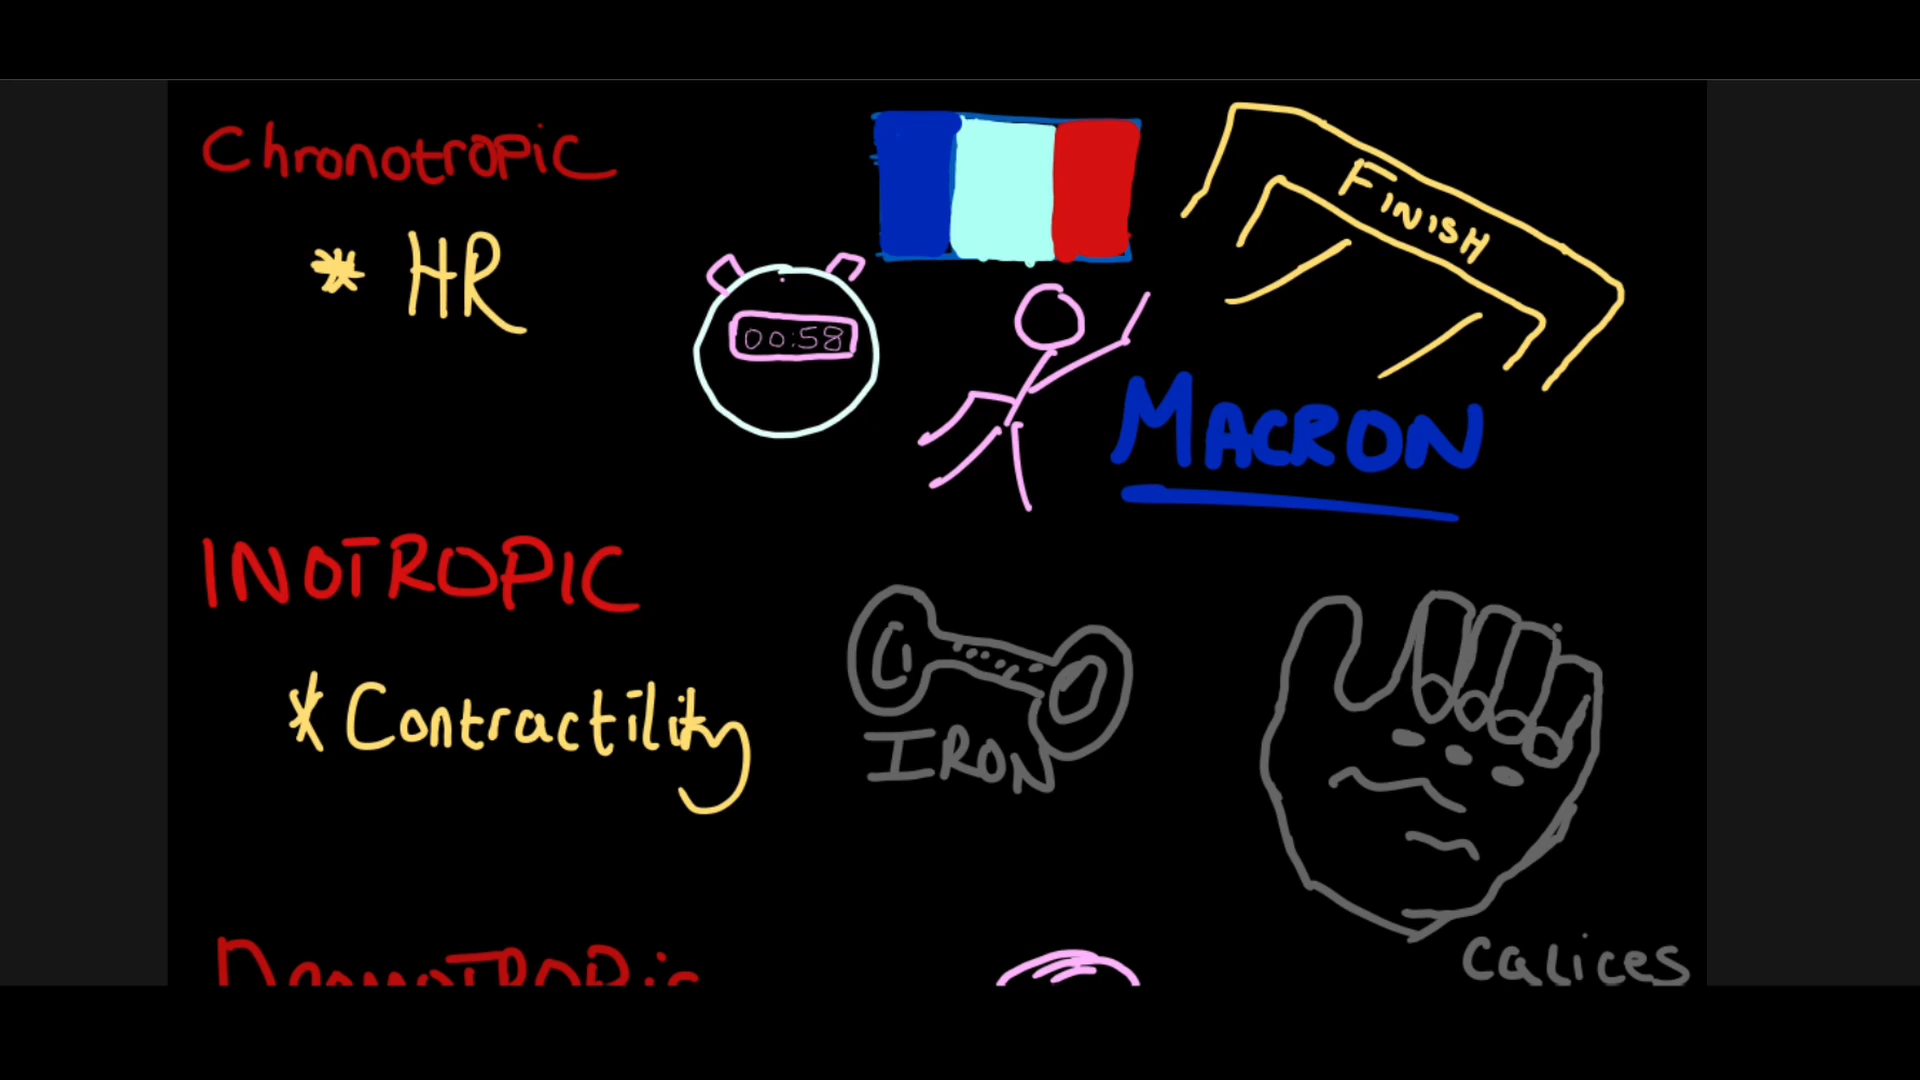 Chronotropic
FINISH
* HR
00:58
MACRON
INOTROPIC
* Contractility
IRON
calices